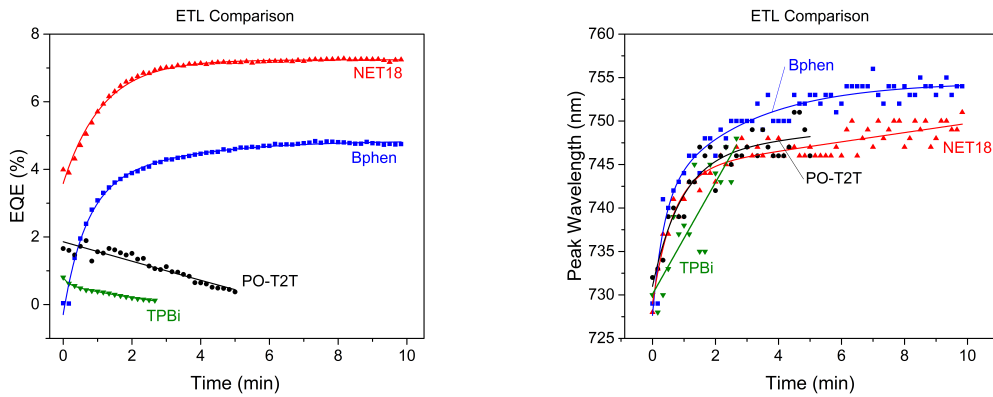 ETL Comparison
8
6
4
2
0
EQE (%)
NET18
Bphen
PO-T2T
TPBi
0 2 4 6 8 10
Time (min)
ETL Comparison
760
755
750
745
740
735
730
725
Peak Wavelength (nm)
Bphen
NET18
PO-T2T
TPBi
0 2 4 6 8 10
Time (min)